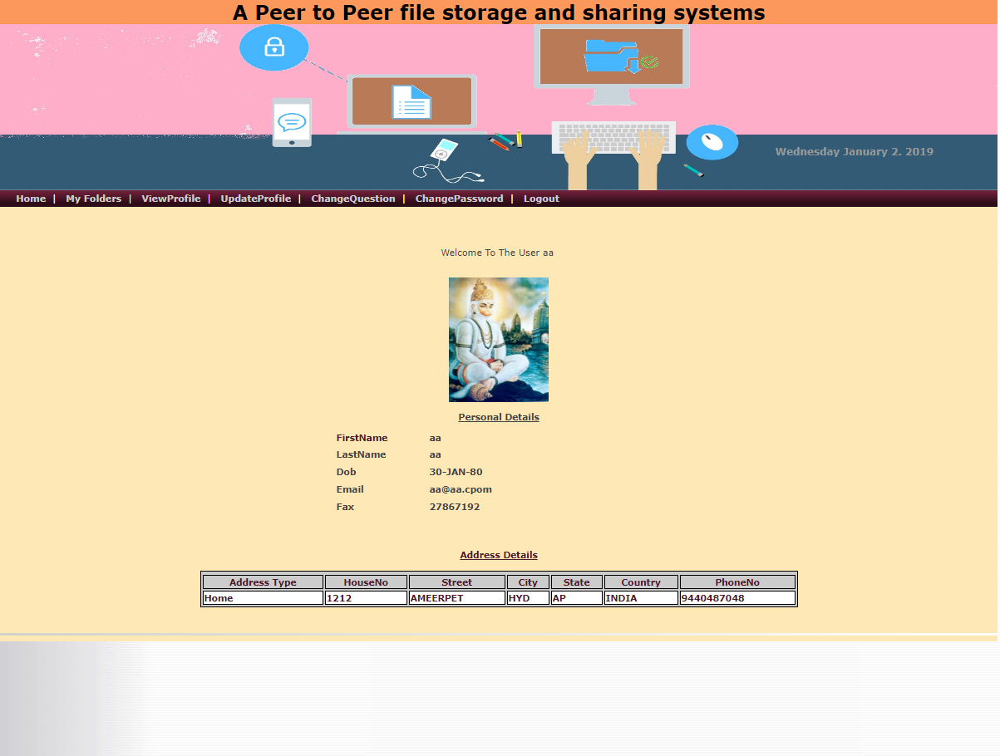 A Peer to Peer file storage and sharing systems
Wednesday January 2. 2019
Home | My Folders | ViewProfile | UpdateProfile | ChangeQuestion | ChangePassword | Logout
Welcome To The User aa
Personal Details
FirstName aa
LastName aa
Dob 30-JAN-80
Email aa@aa.cpom
Fax 27867192
Address Details
Address Type HouseNo Street City State Country PhoneNo
Home 1212 AMEERPET HYD AP INDIA 9440487048